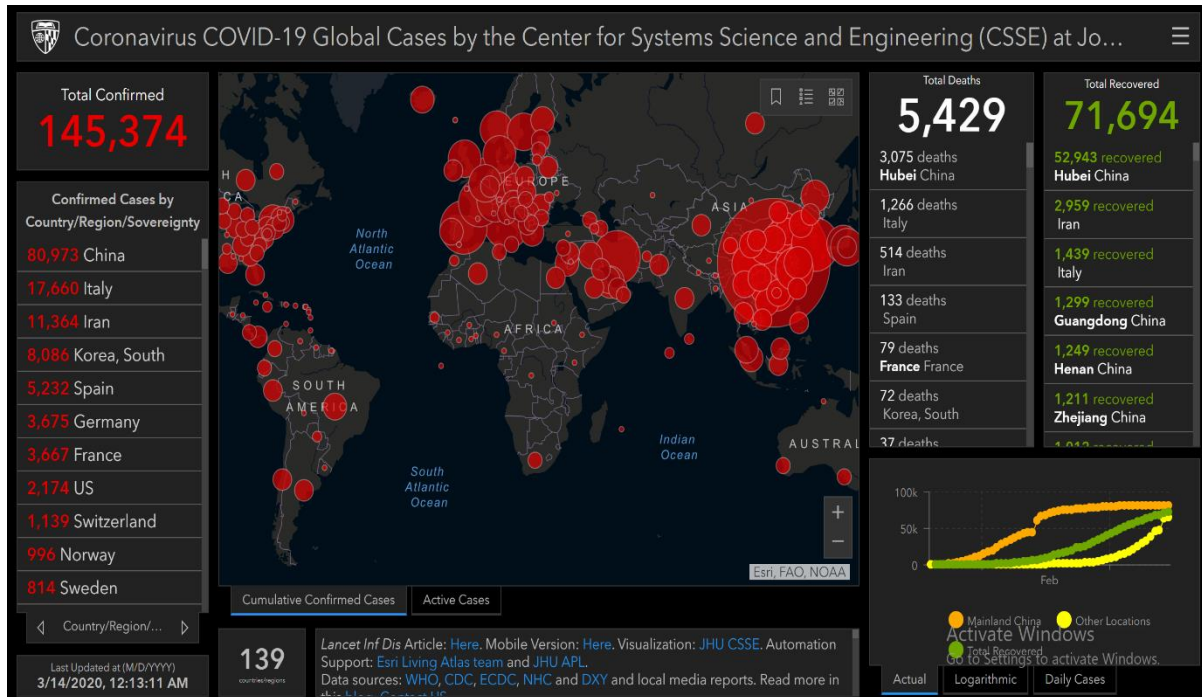 Coronavirus COVID-19 Global Cases by the Center for Systems Science and Engineering (CSSE) at Jo...
Total Confirmed
145,374
Confirmed Cases by
Country/Region/Sovereignty
80,973 China
17,660 Italy
11,364 Iran
8,086 Korea, South
5,232 Spain
3,675 Germany
3,667 France
2,174 US
1,139 Switzerland
996 Norway
814 Sweden
Country/Region/...
Last Updated at (M/D/YYYY)
3/14/2020, 12:13:11 AM
North
Atlantic
Ocean
EUROPE
ASIA
AFRICA
SOUTH
AMERICA
South
Atlantic
Ocean
Indian
Ocean
AUSTRAL
+
−
Esri, FAO, NOAA
Cumulative Confirmed Cases
Active Cases
139
countries/regions
Lancet Inf Dis Article: Here. Mobile Version: Here. Visualization: JHU CSSE. Automation
Support: Esri Living Atlas team and JHU APL.
Data sources: WHO, CDC, ECDC, NHC and DXY and local media reports. Read more in
this blog. Contact US.
Total Deaths
5,429
3,075 deaths
Hubei China
1,266 deaths
Italy
514 deaths
Iran
133 deaths
Spain
79 deaths
France France
72 deaths
Korea, South
37 deaths
Total Recovered
71,694
52,943 recovered
Hubei China
2,959 recovered
Iran
1,439 recovered
Italy
1,299 recovered
Guangdong China
1,249 recovered
Henan China
1,211 recovered
Zhejiang China
100k
50k
0
Feb
Mainland China
Other Locations
Total Recovered
Activate Windows
Go to Settings to activate Windows.
Actual
Logarithmic
Daily Cases